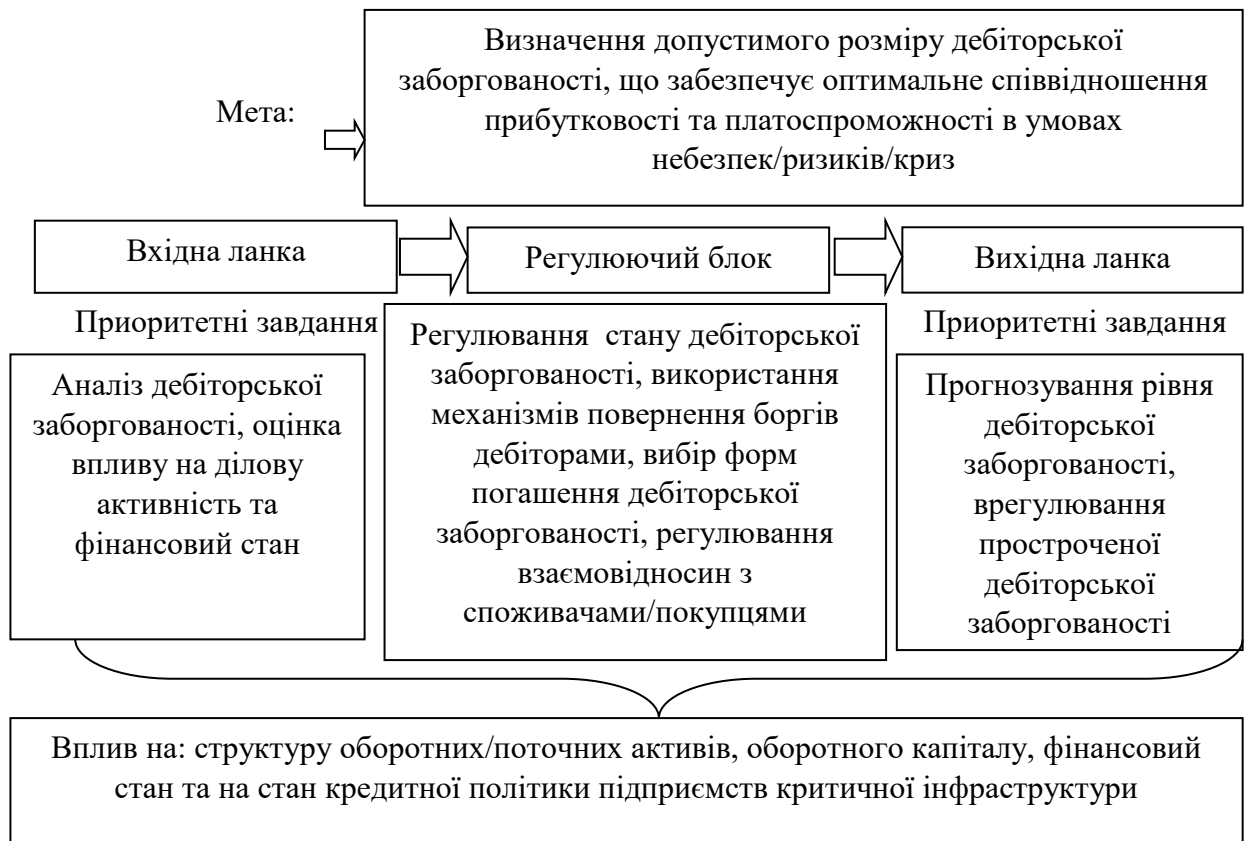 Визначення допустимого розміру дебіторської
заборгованості, що забезпечує оптимальне співвідношення
прибутковості та платоспроможності в умовах
небезпек/ризиків/криз
Мета:
Вхідна ланка
Регулюючий блок
Вихідна ланка
Приоритетні завдання
Аналіз дебіторської
заборгованості, оцінка
впливу на ділову
активність та
фінансовий стан
Регулювання стану дебіторської
заборгованості, використання
механізмів повернення боргів
дебіторами, вибір форм
погашення дебіторської
заборгованості, регулювання
взаємовідносин з
споживачами/покупцями
Приоритетні завдання
Прогнозування рівня
дебіторської
заборгованості,
врегулювання
простроченої
дебіторської
заборгованості
Вплив на: структуру оборотних/поточних активів, оборотного капіталу, фінансовий
стан та на стан кредитної політики підприємств критичної інфраструктури